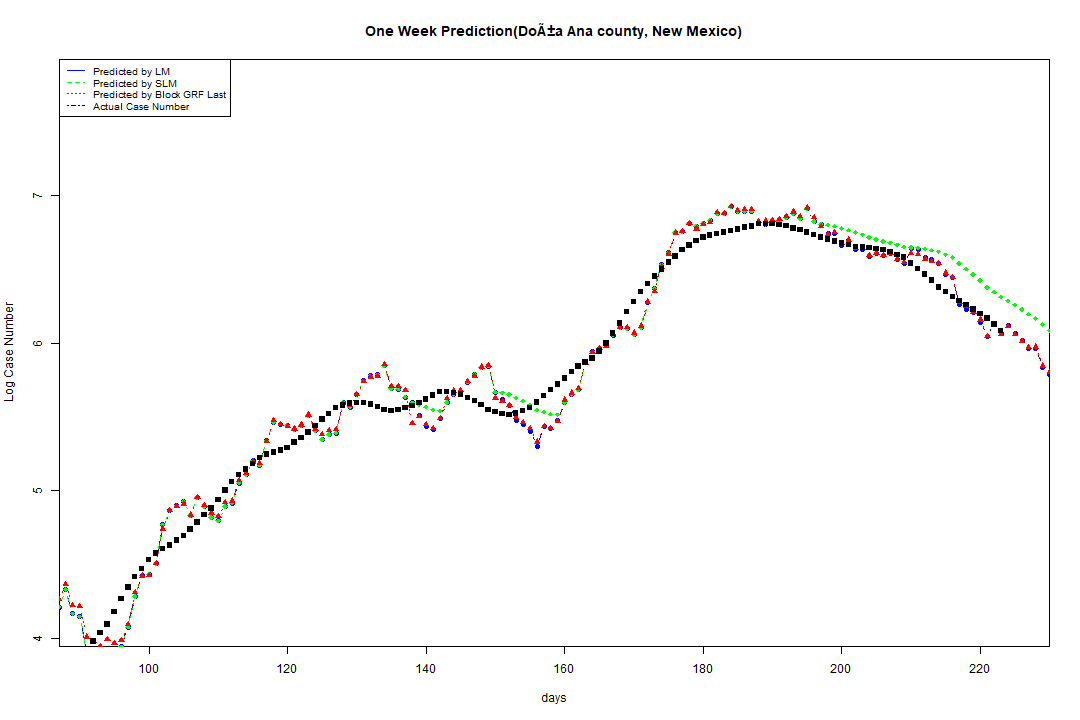 One Week Prediction(DoÃ±a Ana county, New Mexico)
Predicted by LM
Predicted by SLM
Predicted by Block GRF Last
Actual Case Number
Log Case Number
7
6
5
4
100 120 140 160 180 200 220
days